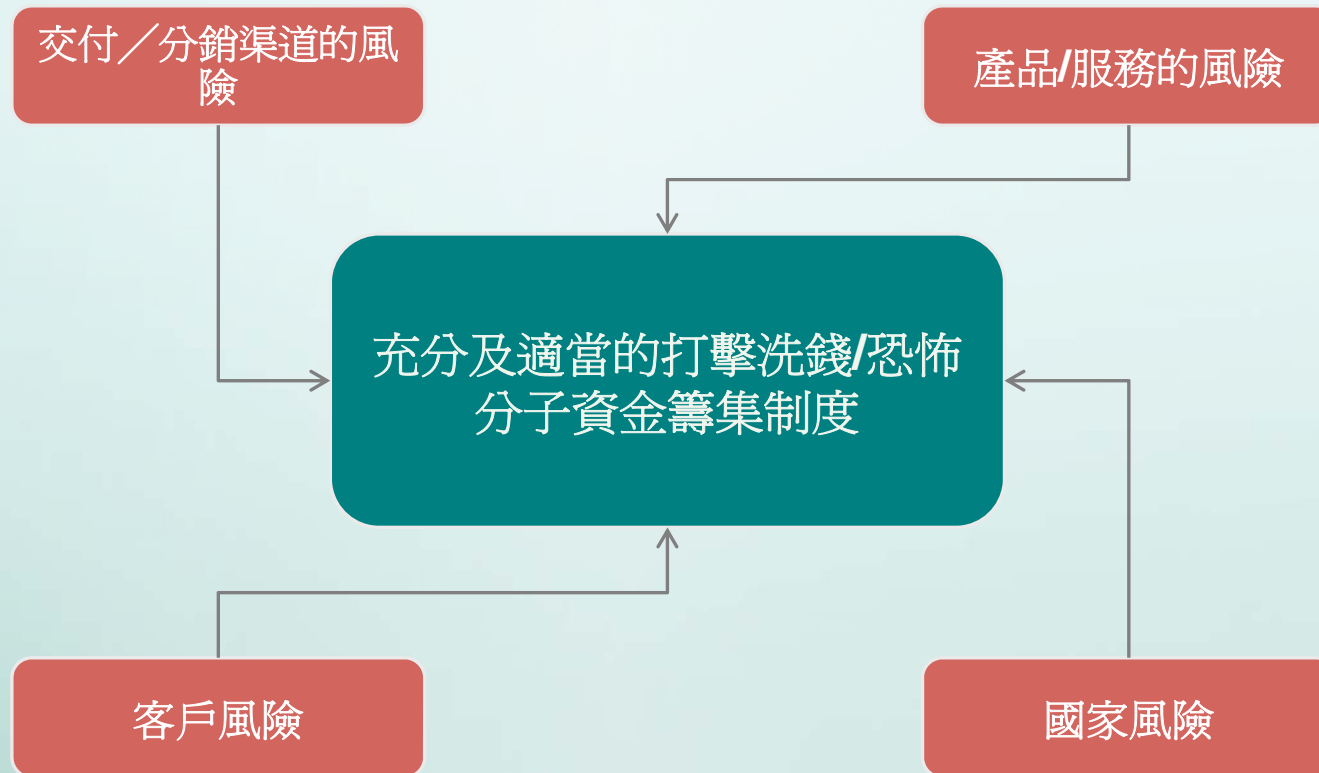 交付／分銷渠道的風
險
產品/服務的風險
充分及適當的打擊洗錢/恐怖
分子資金籌集制度
客戶風險
國家風險